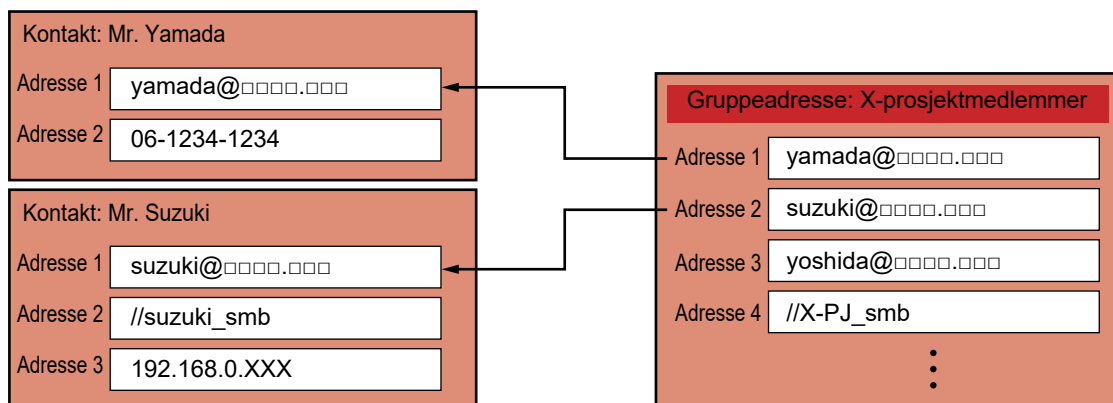 Kontakt: Mr. Yamada
Adresse 1 yamada@□□□□.□□□
Adresse 2 06-1234-1234
Kontakt: Mr. Suzuki
Adresse 1 suzuki@□□□□.□□□
Adresse 2 //suzuki_smb
Adresse 3 192.168.0.XXX
Gruppeadresse: X-prosjektmedlemmer
Adresse 1 yamada@□□□□.□□□
Adresse 2 suzuki@□□□□.□□□
Adresse 3 yoshida@□□□□.□□□
Adresse 4 //X-PJ_smb